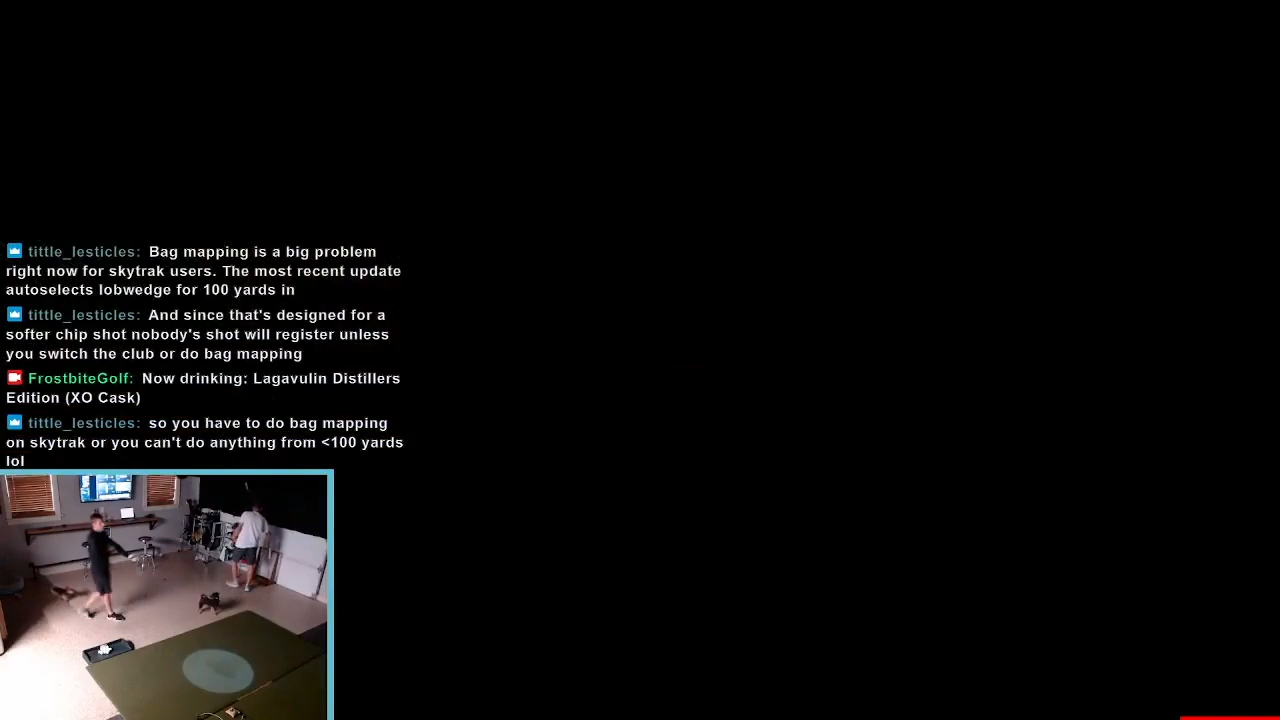 tittle_lesticles: Bag mapping is a big problem
right now for skytrak users. The most recent update
autoselects lobwedge for 100 yards in
tittle_lesticles: And since that's designed for a
softer chip shot nobody's shot will register unless
you switch the club or do bag mapping
FrostbiteGolf: Now drinking: Lagavulin Distillers
Edition (XO Cask)
tittle_lesticles: so you have to do bag mapping
on skytrak or you can't do anything from <100 yards
lol